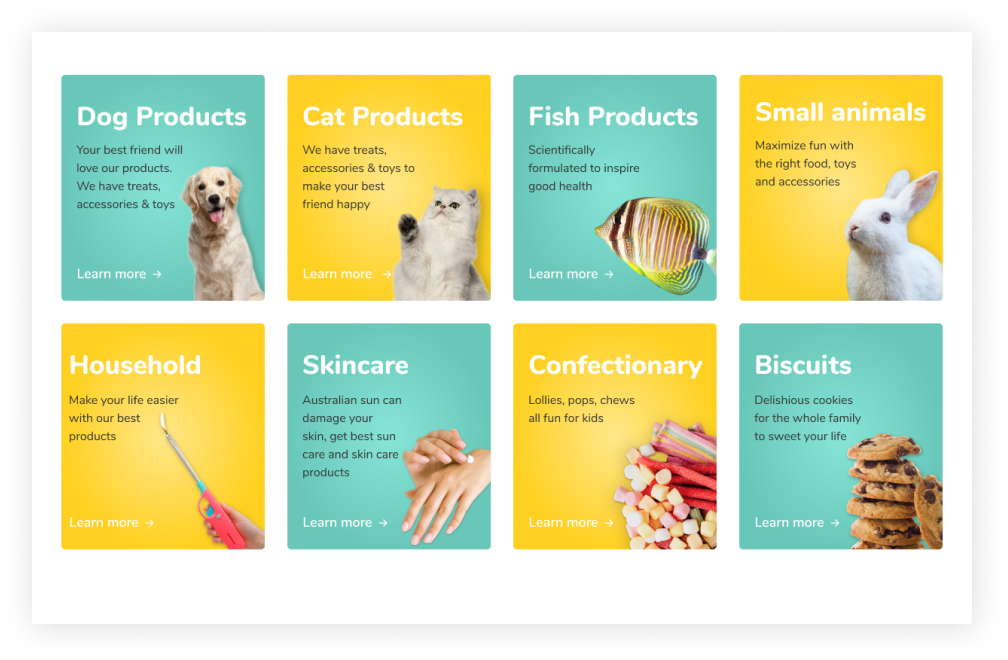 Dog Products
Your best friend will
love our products.
We have treats,
accessories & toys
Learn more →
Cat Products
We have treats,
accessories & toys to
make your best
friend happy
Learn more →
Fish Products
Scientifically
formulated to inspire
good health
Learn more →
Small animals
Maximize fun with
the right food, toys
and accessories
Household
Make your life easier
with our best
products
Learn more →
Skincare
Australian sun can
damage your
skin, get best sun
care and skin care
products
Learn more →
Confectionary
Lollies, pops, chews
all fun for kids
Learn more →
Biscuits
Delishious cookies
for the whole family
to sweet your life
Learn more →